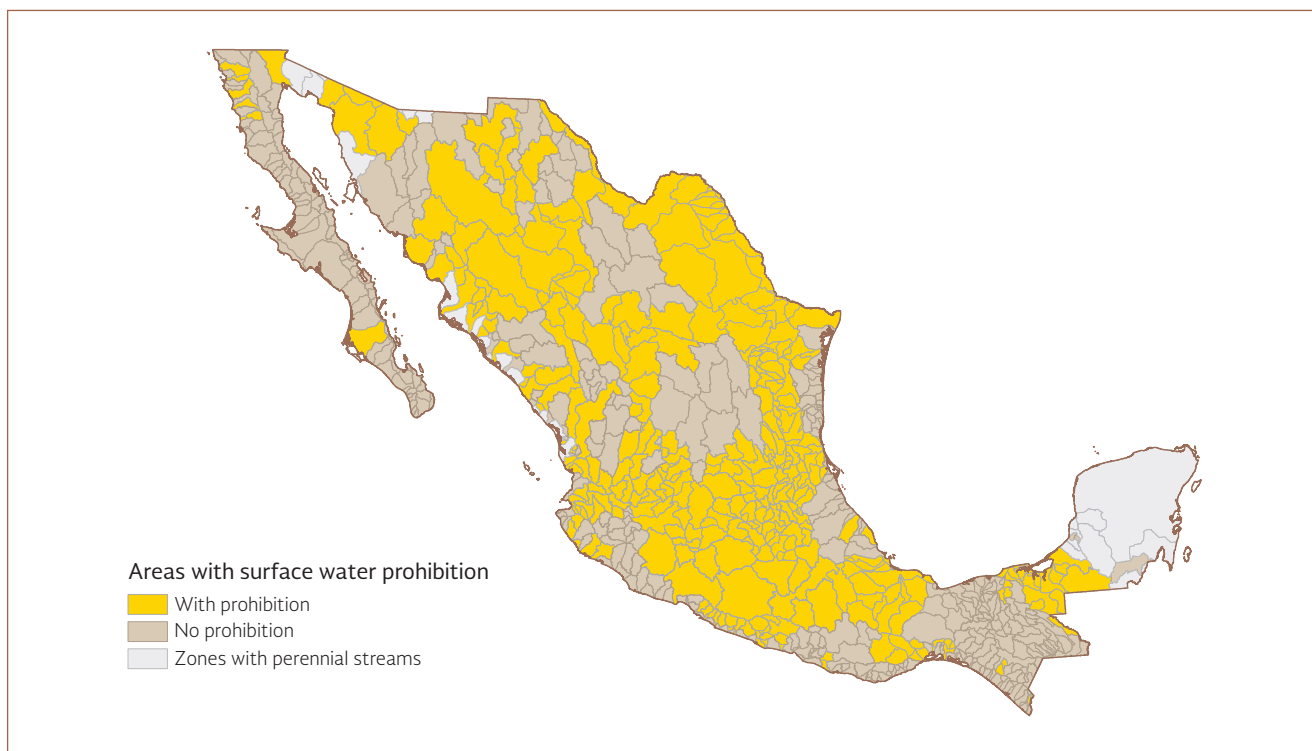 Areas with surface water prohibition
With prohibition
No prohibition
Zones with perennial streams